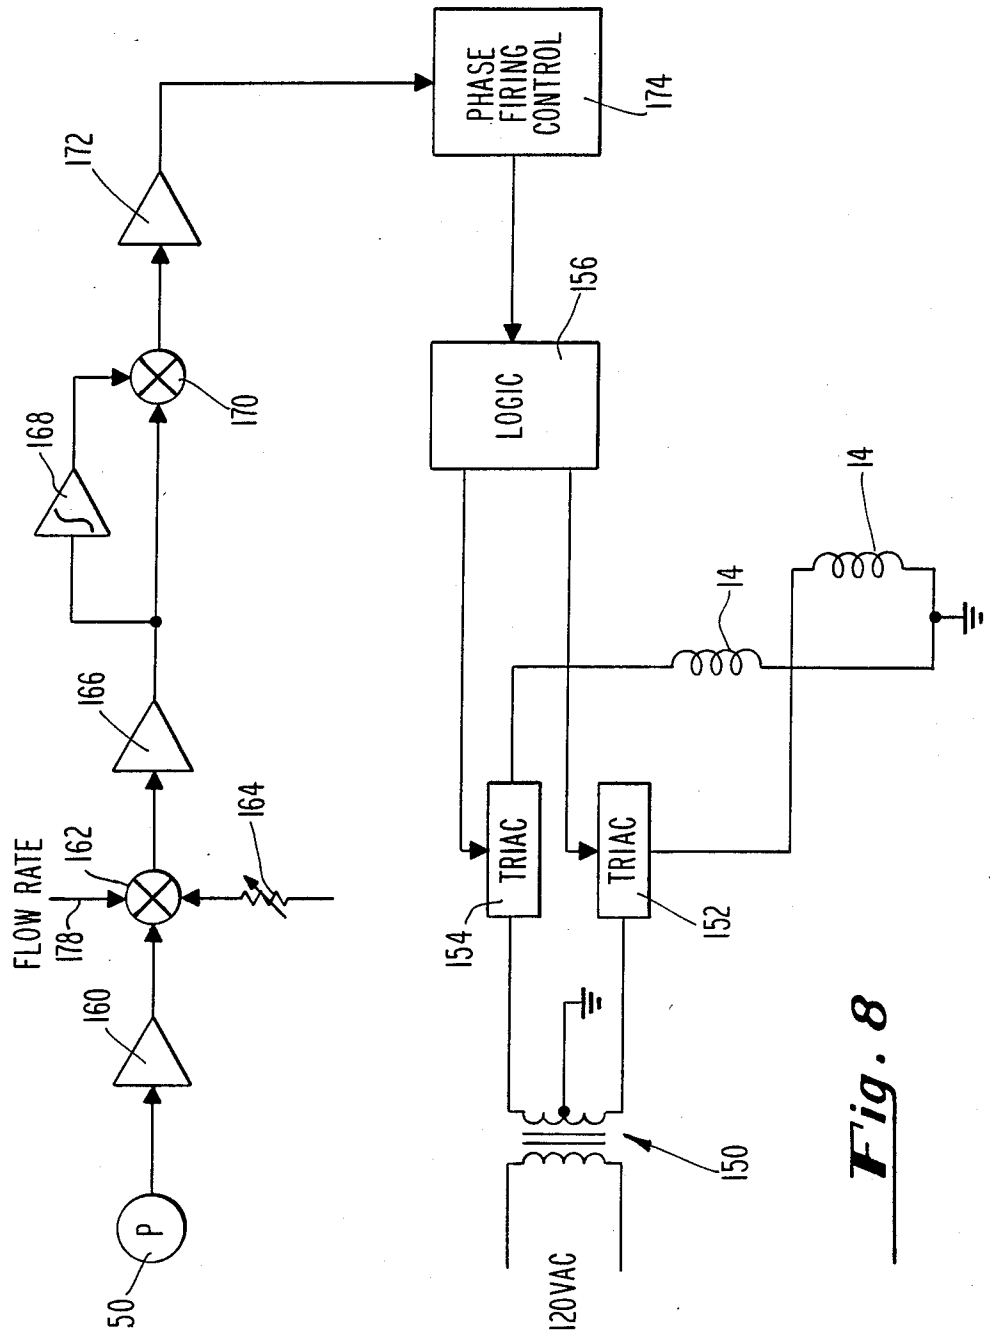 172
168
PHASE
FIRING
CONTROL
174
170
166
FLOW RATE
178
162
164
160
P
50
LOGIC
156
14
14
TRIAC
154
TRIAC
152
150
120VAC
Fig. 8